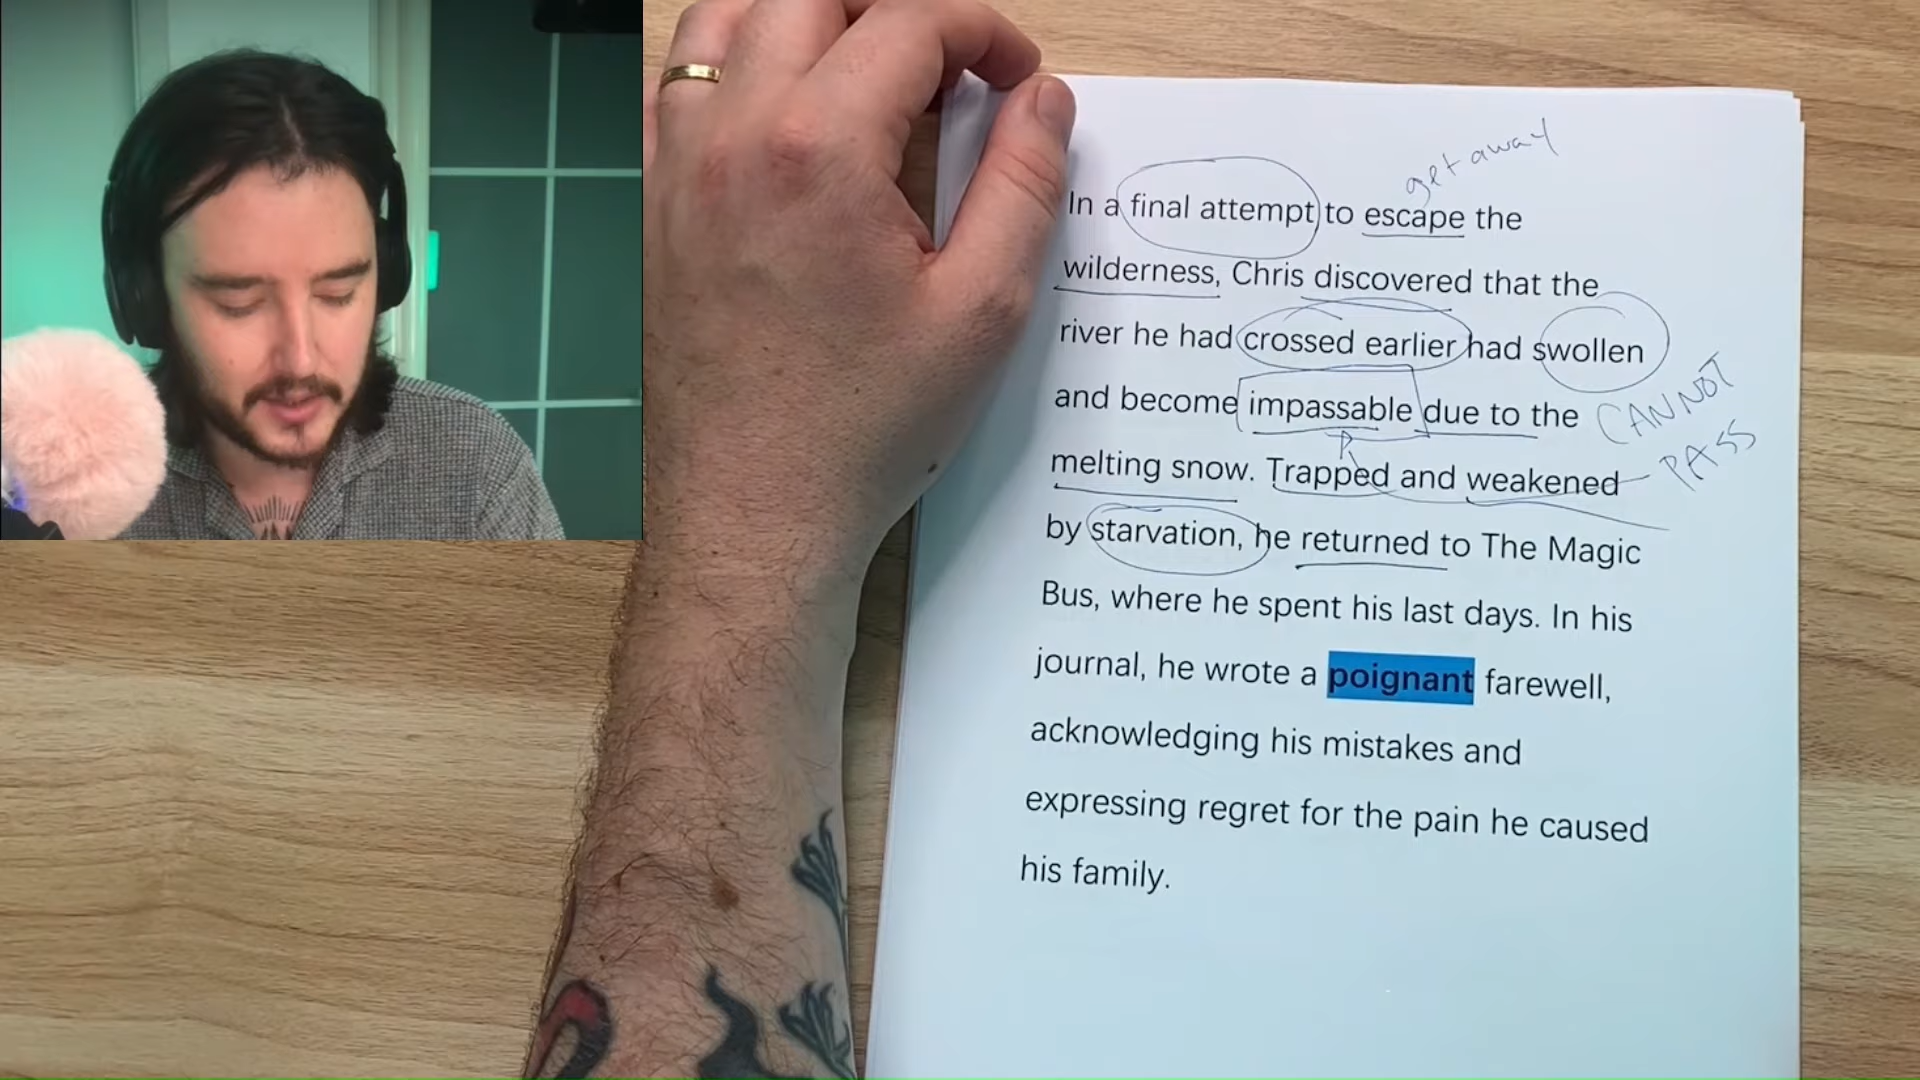 get away
In a final attempt to escape the
wilderness, Chris discovered that the
river he had crossed earlier had swollen
and become impassable due to the
CANNOT
PASS
melting snow. Trapped and weakened
by starvation, he returned to The Magic
Bus, where he spent his last days. In his
journal, he wrote a poignant farewell,
acknowledging his mistakes and
expressing regret for the pain he caused
his family.